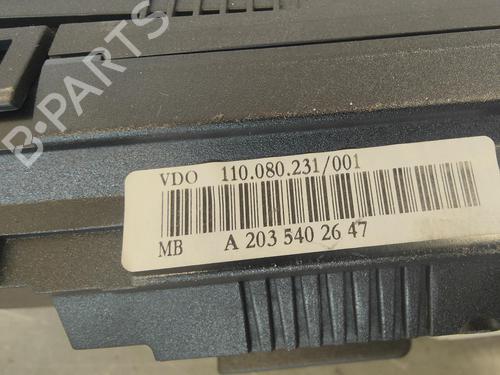 B-PARTS
VDO 110.080.231/001
MB A 203 540 26 47